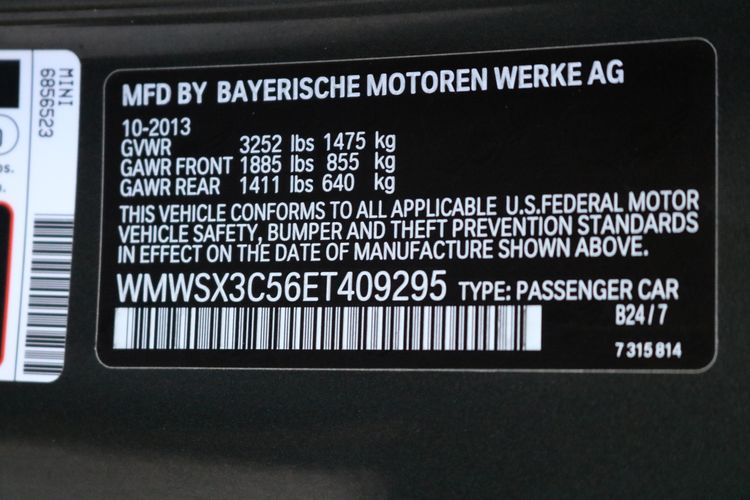 MINI
6856523
os.
MFD BY BAYERISCHE MOTOREN WERKE AG
10-2013
GVWR 3252 lbs 1475 kg
GAWR FRONT 1885 lbs 855 kg
GAWR REAR 1411 lbs 640 kg
THIS VEHICLE CONFORMS TO ALL APPLICABLE U.S.FEDERAL MOTOR
VEHICLE SAFETY, BUMPER AND THEFT PREVENTION STANDARDS
IN EFFECT ON THE DATE OF MANUFACTURE SHOWN ABOVE.
WMWSX3C56ET409295 TYPE: PASSENGER CAR
B24/7
7 315 814